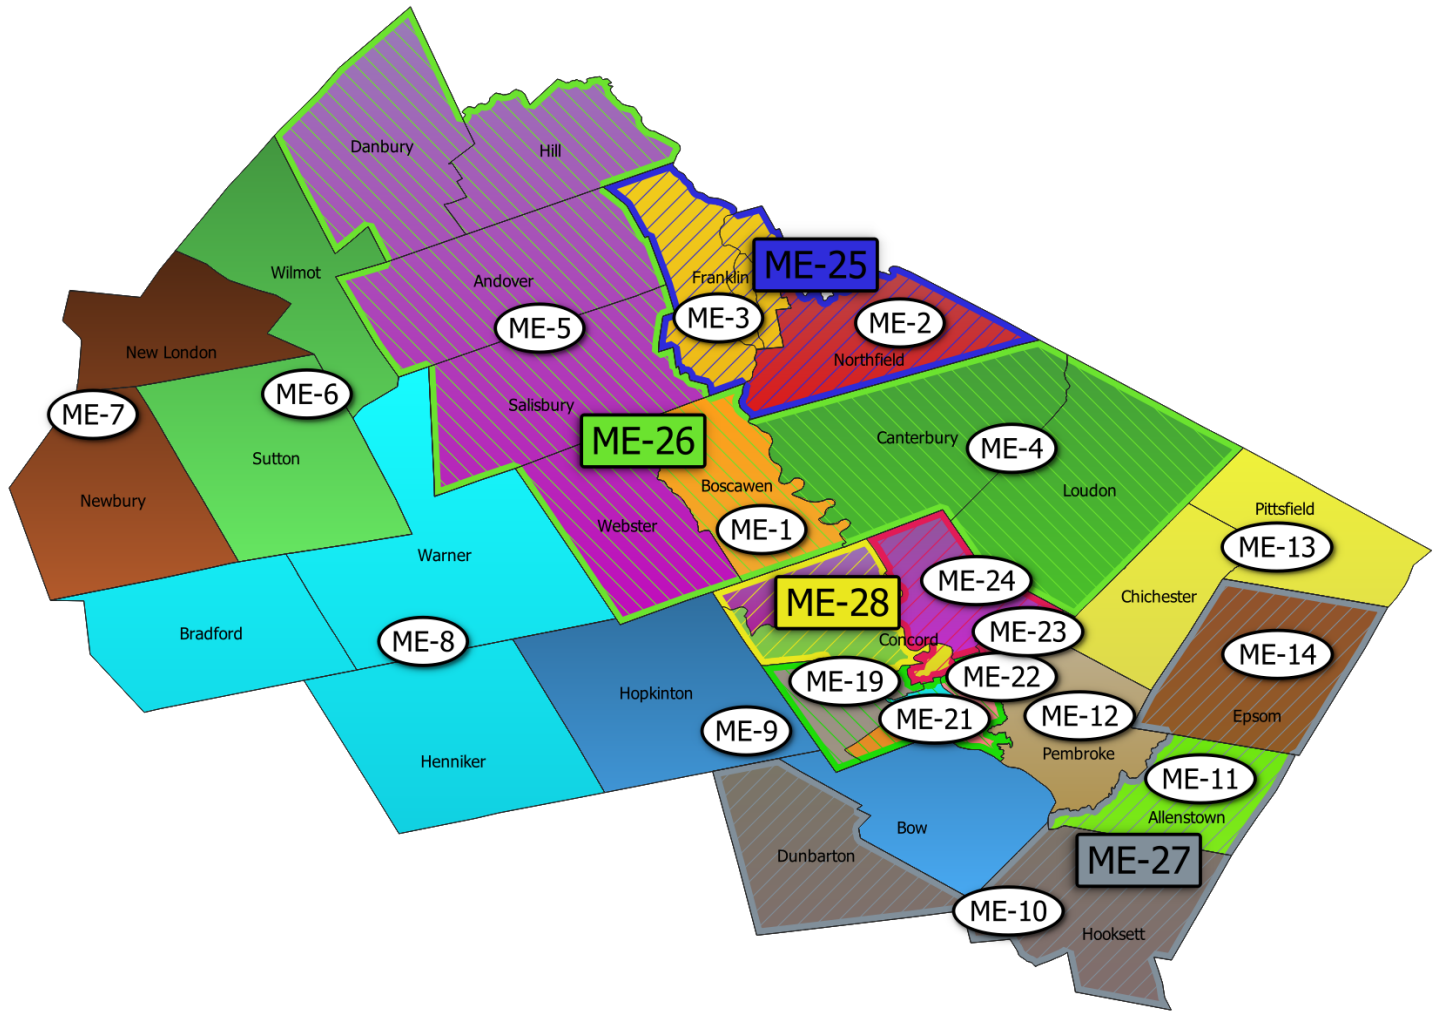 Danbury
Hill
Wilmot
Andover
Franklin
ME-25
ME-5
ME-3
ME-2
New London
Northfield
ME-7
ME-6
Salisbury
ME-26
Canterbury
ME-4
Sutton
Boscawen
Loudon
Newbury
Webster
ME-1
Pittsfield
Warner
ME-13
ME-24
Chichester
ME-28
Bradford
ME-8
Concord
ME-23
ME-14
Hopkinton
ME-19
ME-22
ME-21
ME-12
Epsom
ME-9
Henniker
Pembroke
ME-11
Allenstown
Bow
Dunbarton
ME-27
ME-10
Hooksett